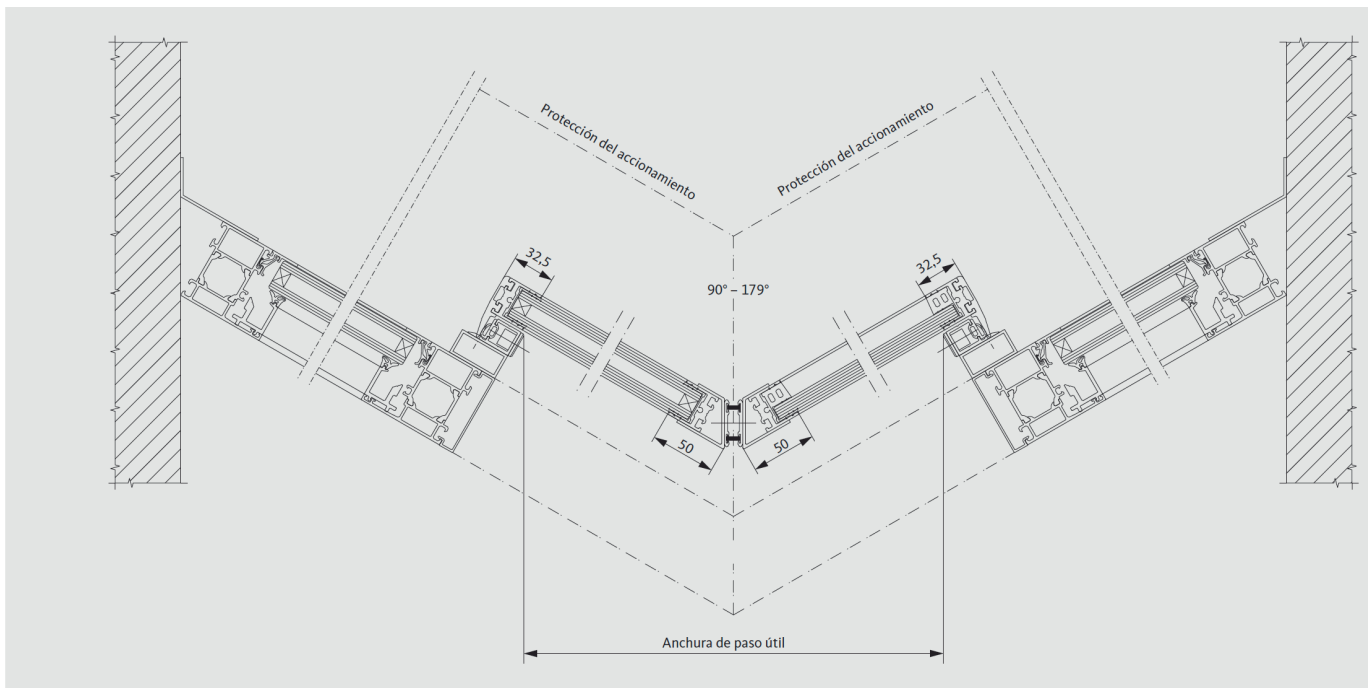 Protección del accionamiento
Protección del accionamiento
32,5
32,5
90° – 179°
50
50
Anchura de paso útil